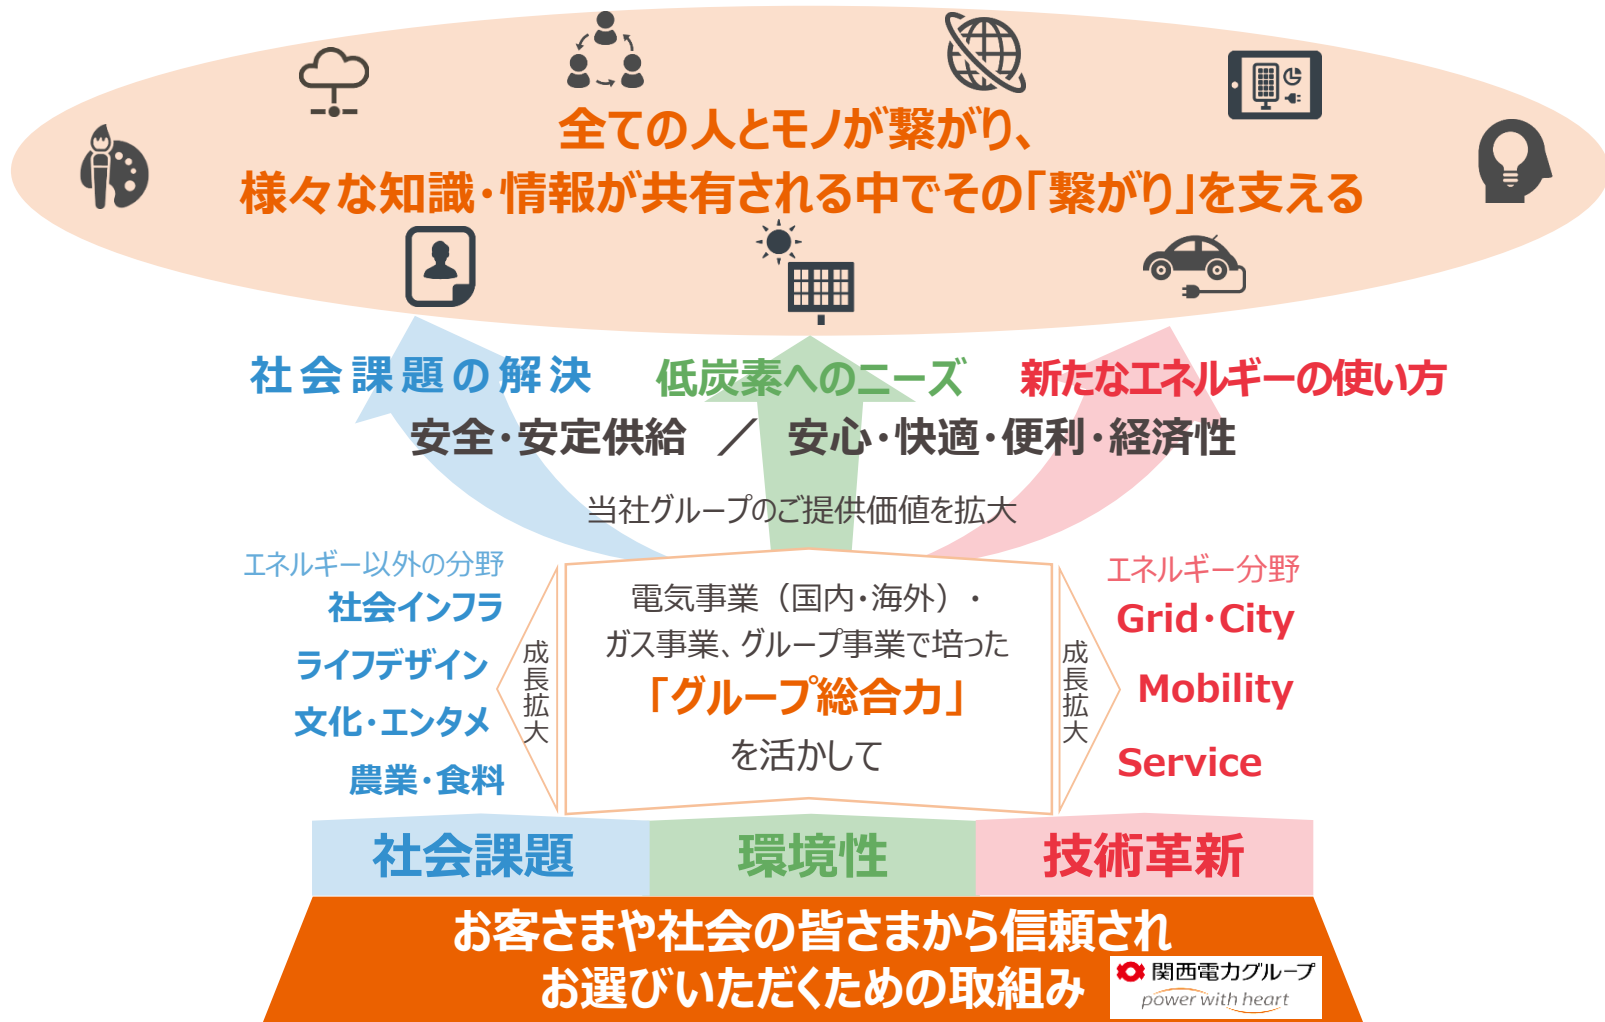 全ての人とモノが繋がり、
様々な知識・情報が共有される中でその「繋がり」を支える
社会課題の解決
低炭素へのニーズ
新たなエネルギーの使い方
安全・安定供給 ／ 安心・快適・便利・経済性
当社グループのご提供価値を拡大
エネルギー以外の分野
社会インフラ
ライフデザイン
文化・エンタメ
農業・食料
成長拡大
電気事業（国内・海外）・
ガス事業、グループ事業で培った
「グループ総合力」
を活かして
成長拡大
エネルギー分野
Grid・City
Mobility
Service
社会課題
環境性
技術革新
お客さまや社会の皆さまから信頼され
お選びいただくための取組み
関西電力グループ
power with heart